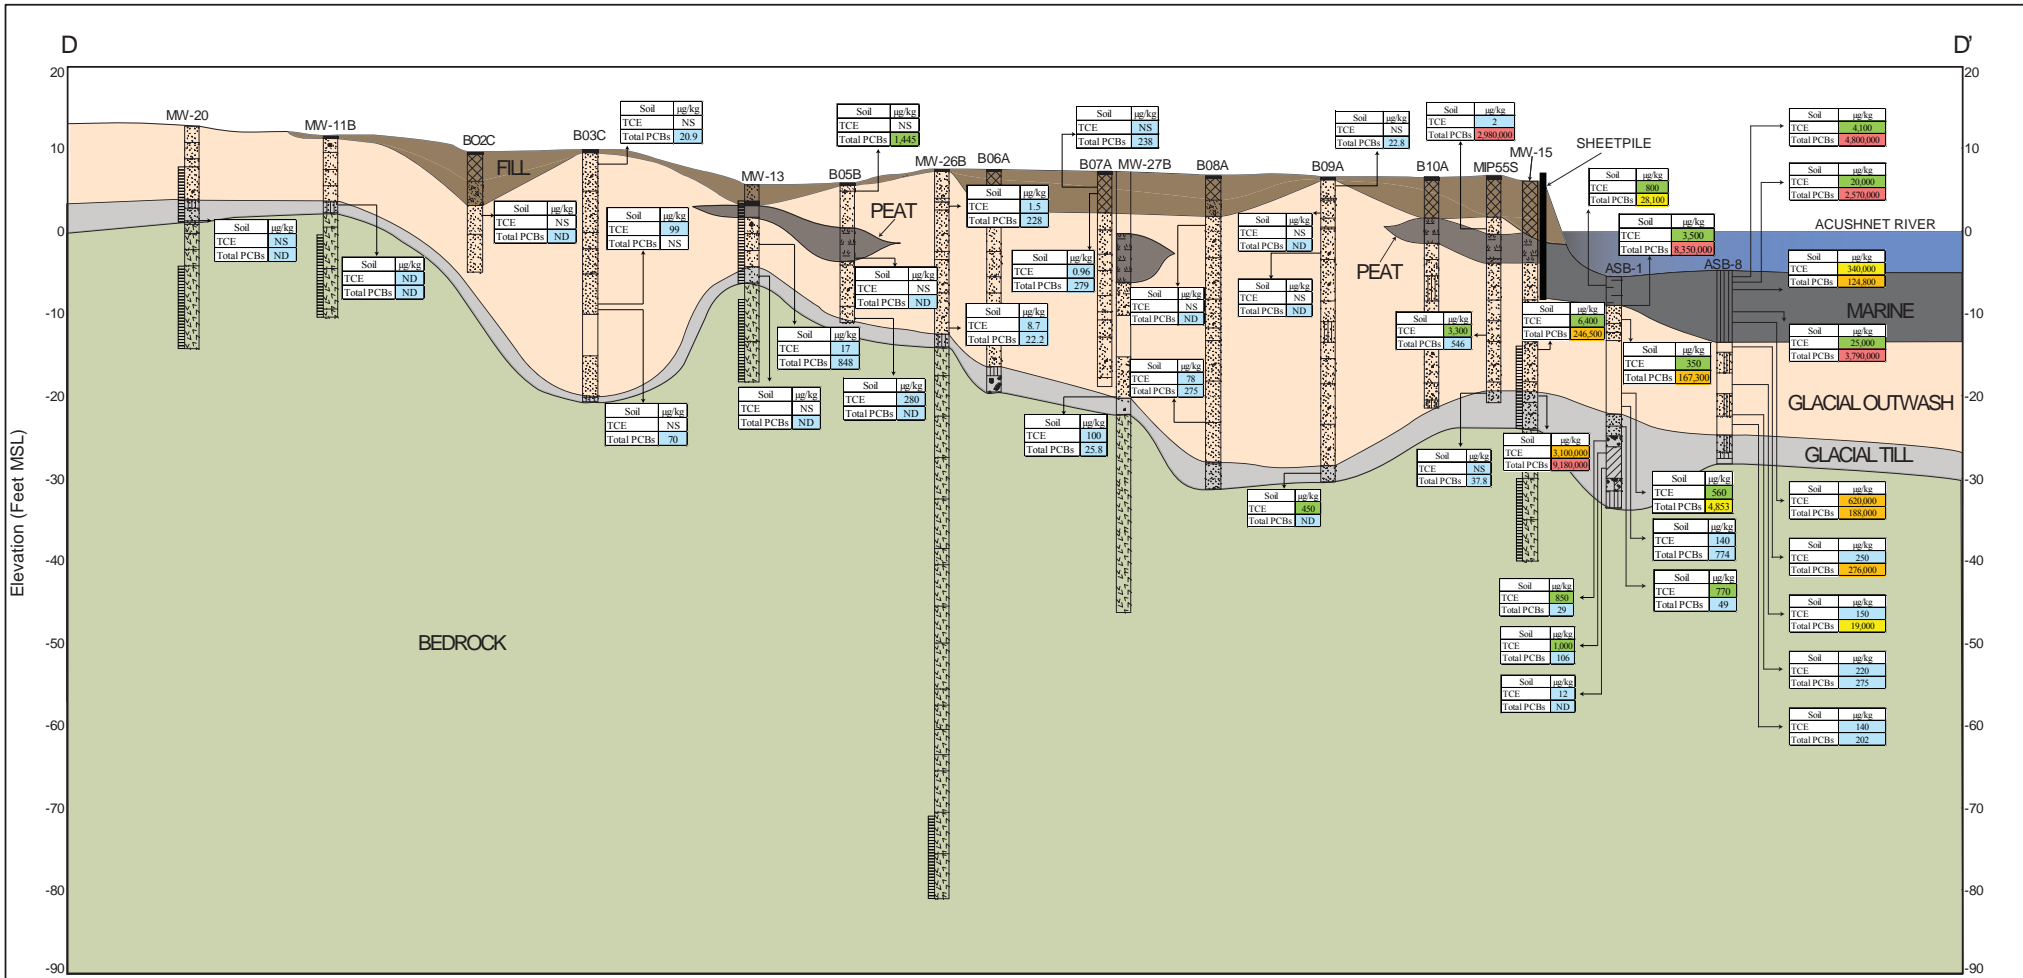 D
D'
20
10
0
-10
-20
-30
-40
-50
-60
-70
-80
-90
Elevation (Feet MSL)
20
10
0
-10
-20
-30
-40
-50
-60
-70
-80
-90
MW-20
MW-11B
BO2C
B03C
MW-13
B05B
MW-26B
B06A
B07A
MW-27B
B08A
B09A
B10A
MIP55S
MW-15
SHEETPILE
ASB-1
ASB-8
ACUSHNET RIVER
FILL
PEAT
PEAT
MARINE
GLACIAL OUTWASH
GLACIAL TILL
BEDROCK
Soil µg/kg
TCE NS
Total PCBs ND
Soil µg/kg
TCE ND
Total PCBs ND
Soil µg/kg
TCE NS
Total PCBs ND
Soil µg/kg
TCE NS
Total PCBs 20.9
Soil µg/kg
TCE 99
Total PCBs NS
Soil µg/kg
TCE NS
Total PCBs 70
Soil µg/kg
TCE 17
Total PCBs 848
Soil µg/kg
TCE NS
Total PCBs ND
Soil µg/kg
TCE NS
Total PCBs 1,445
Soil µg/kg
TCE NS
Total PCBs ND
Soil µg/kg
TCE 280
Total PCBs ND
Soil µg/kg
TCE 1.5
Total PCBs 228
Soil µg/kg
TCE 8.7
Total PCBs 22.2
Soil µg/kg
TCE NS
Total PCBs 238
Soil µg/kg
TCE 0.96
Total PCBs 279
Soil µg/kg
TCE 100
Total PCBs 25.8
Soil µg/kg
TCE NS
Total PCBs ND
Soil µg/kg
TCE 78
Total PCBs 275
Soil µg/kg
TCE NS
Total PCBs 22.8
Soil µg/kg
TCE NS
Total PCBs ND
Soil µg/kg
TCE NS
Total PCBs ND
Soil µg/kg
TCE 450
Total PCBs ND
Soil µg/kg
TCE 2
Total PCBs 2,980,000
Soil µg/kg
TCE 3,300
Total PCBs 546
Soil µg/kg
TCE NS
Total PCBs 37.8
Soil µg/kg
TCE 6,400
Total PCBs 246,500
Soil µg/kg
TCE 3,100,000
Total PCBs 9,180,000
Soil µg/kg
TCE 800
Total PCBs 28,100
Soil µg/kg
TCE 3,500
Total PCBs 8,350,000
Soil µg/kg
TCE 350
Total PCBs 167,300
Soil µg/kg
TCE 560
Total PCBs 4,853
Soil µg/kg
TCE 140
Total PCBs 774
Soil µg/kg
TCE 770
Total PCBs 49
Soil µg/kg
TCE 850
Total PCBs 29
Soil µg/kg
TCE 1,000
Total PCBs 106
Soil µg/kg
TCE 12
Total PCBs ND
Soil µg/kg
TCE 4,100
Total PCBs 4,800,000
Soil µg/kg
TCE 20,000
Total PCBs 2,570,000
Soil µg/kg
TCE 340,000
Total PCBs 124,800
Soil µg/kg
TCE 25,000
Total PCBs 3,790,000
Soil µg/kg
TCE 620,000
Total PCBs 188,000
Soil µg/kg
TCE 250
Total PCBs 276,000
Soil µg/kg
TCE 150
Total PCBs 19,000
Soil µg/kg
TCE 220
Total PCBs 275
Soil µg/kg
TCE 140
Total PCBs 202